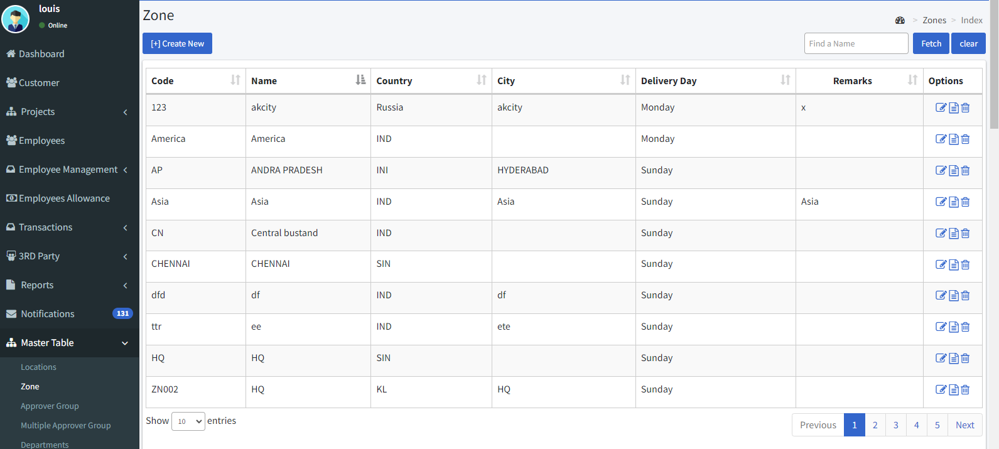 louis
Online
Dashboard
Customer
Projects
Employees
Employee Management
Employees Allowance
Transactions
3RD Party
Reports
Notifications 131
Master Table
Locations
Zone
Approver Group
Multiple Approver Group
Departments
Zone
> Zones > Index
[+] Create New
Find a Name Fetch clear
Code Name Country City Delivery Day Remarks Options
123 akcity Russia akcity Monday x
America America IND Monday
AP ANDRA PRADESH INI HYDERABAD Sunday
Asia Asia IND Asia Sunday Asia
CN Central bustand IND Sunday
CHENNAI CHENNAI SIN Sunday
dfd df IND df Sunday
ttr ee IND ete Sunday
HQ HQ SIN Sunday
ZN002 HQ KL HQ Sunday
Show 10 entries
Previous 1 2 3 4 5 Next